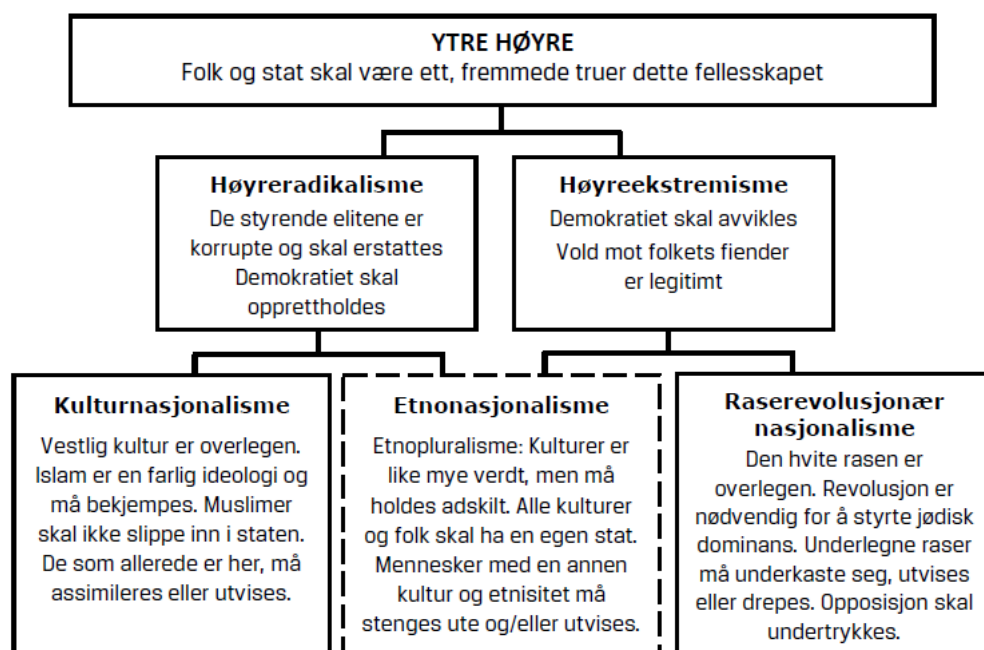 YTRE HØYRE
Folk og stat skal være ett, fremmede truer dette fellesskapet
Høyreradikalisme
De styrende elitene er
korrupte og skal erstattes
Demokratiet skal
opprettholdes
Høyreekstremisme
Demokratiet skal avvikles
Vold mot folkets fiender
er legitimt
Kulturnasjonalisme
Vestlig kultur er overlegen.
Islam er en farlig ideologi og
må bekjempes. Muslimer
skal ikke slippe inn i staten.
De som allerede er her, må
assimileres eller utvises.
Etnonasjonalisme
Etnopluralisme: Kulturer er
like mye verdt, men må
holdes adskilt. Alle kulturer
og folk skal ha en egen stat.
Mennesker med en annen
kultur og etnisitet må
stenges ute og/eller utvises.
Raserevolusjonær
nasjonalisme
Den hvite rasen er
overlegen. Revolusjon er
nødvendig for å styrte jødisk
dominans. Underlegne raser
må underkaste seg, utvises
eller drepes. Opposisjon skal
undertrykkes.